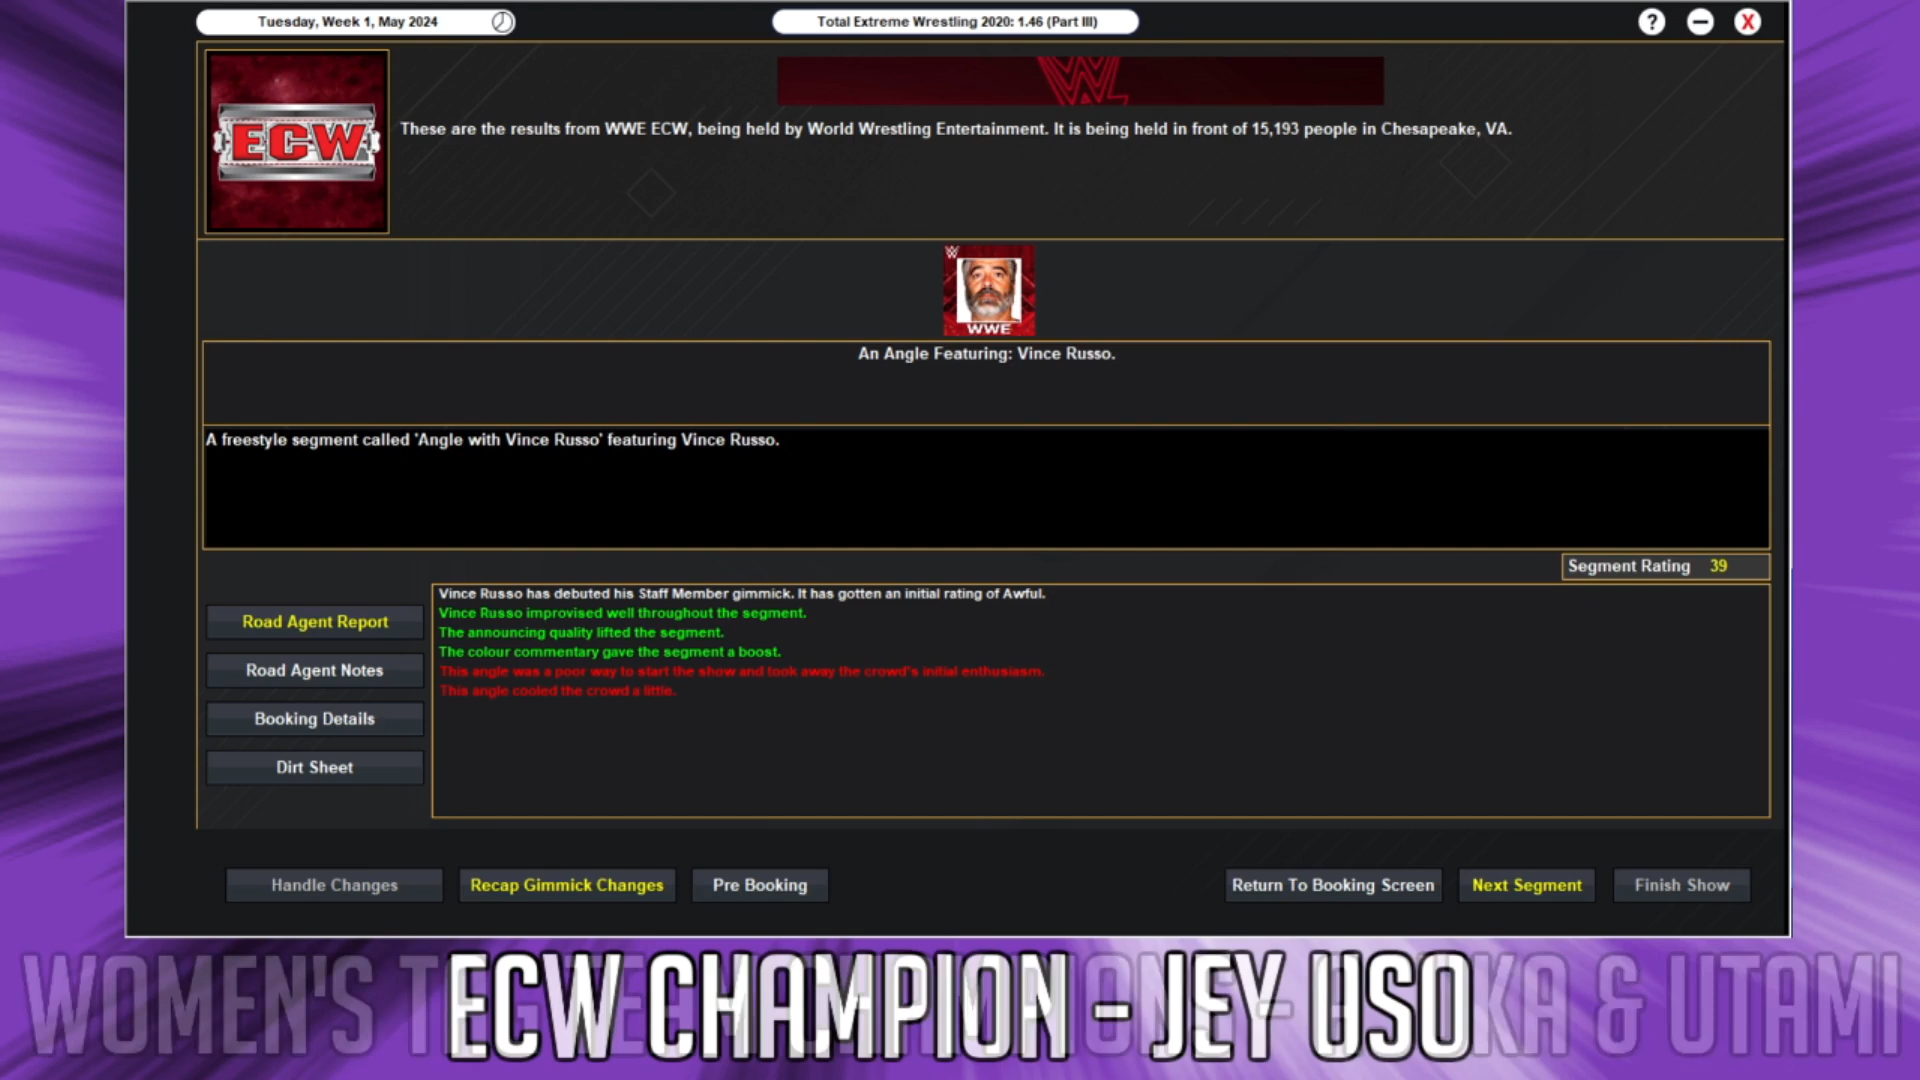 Tuesday, Week 1, May 2024
Total Extreme Wrestling 2020: 1.46 (Part III)
?
X
ECW
These are the results from WWE ECW, being held by World Wrestling Entertainment. It is being held in front of 15,193 people in Chesapeake, VA.
WWE
An Angle Featuring: Vince Russo.
A freestyle segment called 'Angle with Vince Russo' featuring Vince Russo.
Segment Rating 39
Road Agent Report
Road Agent Notes
Booking Details
Dirt Sheet
Vince Russo has debuted his Staff Member gimmick. It has gotten an initial rating of Awful.
Vince Russo improvised well throughout the segment.
The announcing quality lifted the segment.
The colour commentary gave the segment a boost.
This angle was a poor way to start the show and took away the crowd's initial enthusiasm.
This angle cooled the crowd a little.
Handle Changes
Recap Gimmick Changes
Pre Booking
Return To Booking Screen
Next Segment
Finish Show
ECW CHAMPION - JEY USO
WOMEN'S & UTAMI